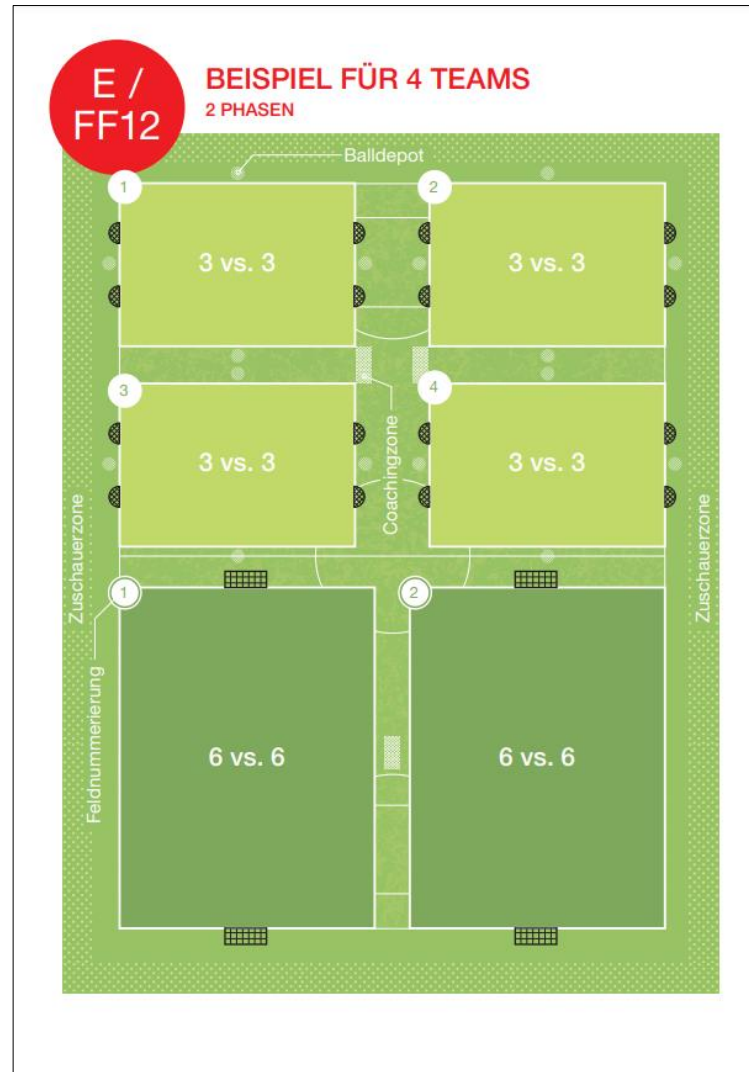 E /
FF12
BEISPIEL FÜR 4 TEAMS
2 PHASEN
Balldepot
1
2
3 vs. 3
3 vs. 3
3
4
3 vs. 3
3 vs. 3
Coachingzone
Zuschauerzone
Zuschauerzone
1
2
Feldnummerierung
6 vs. 6
6 vs. 6